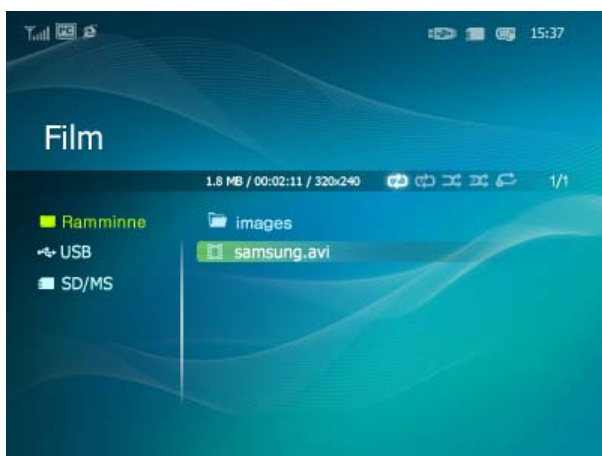 15:37
Film
1.8 MB / 00:02:11 / 320x240 1/1
Ramminne
images
USB
samsung.avi
SD/MS